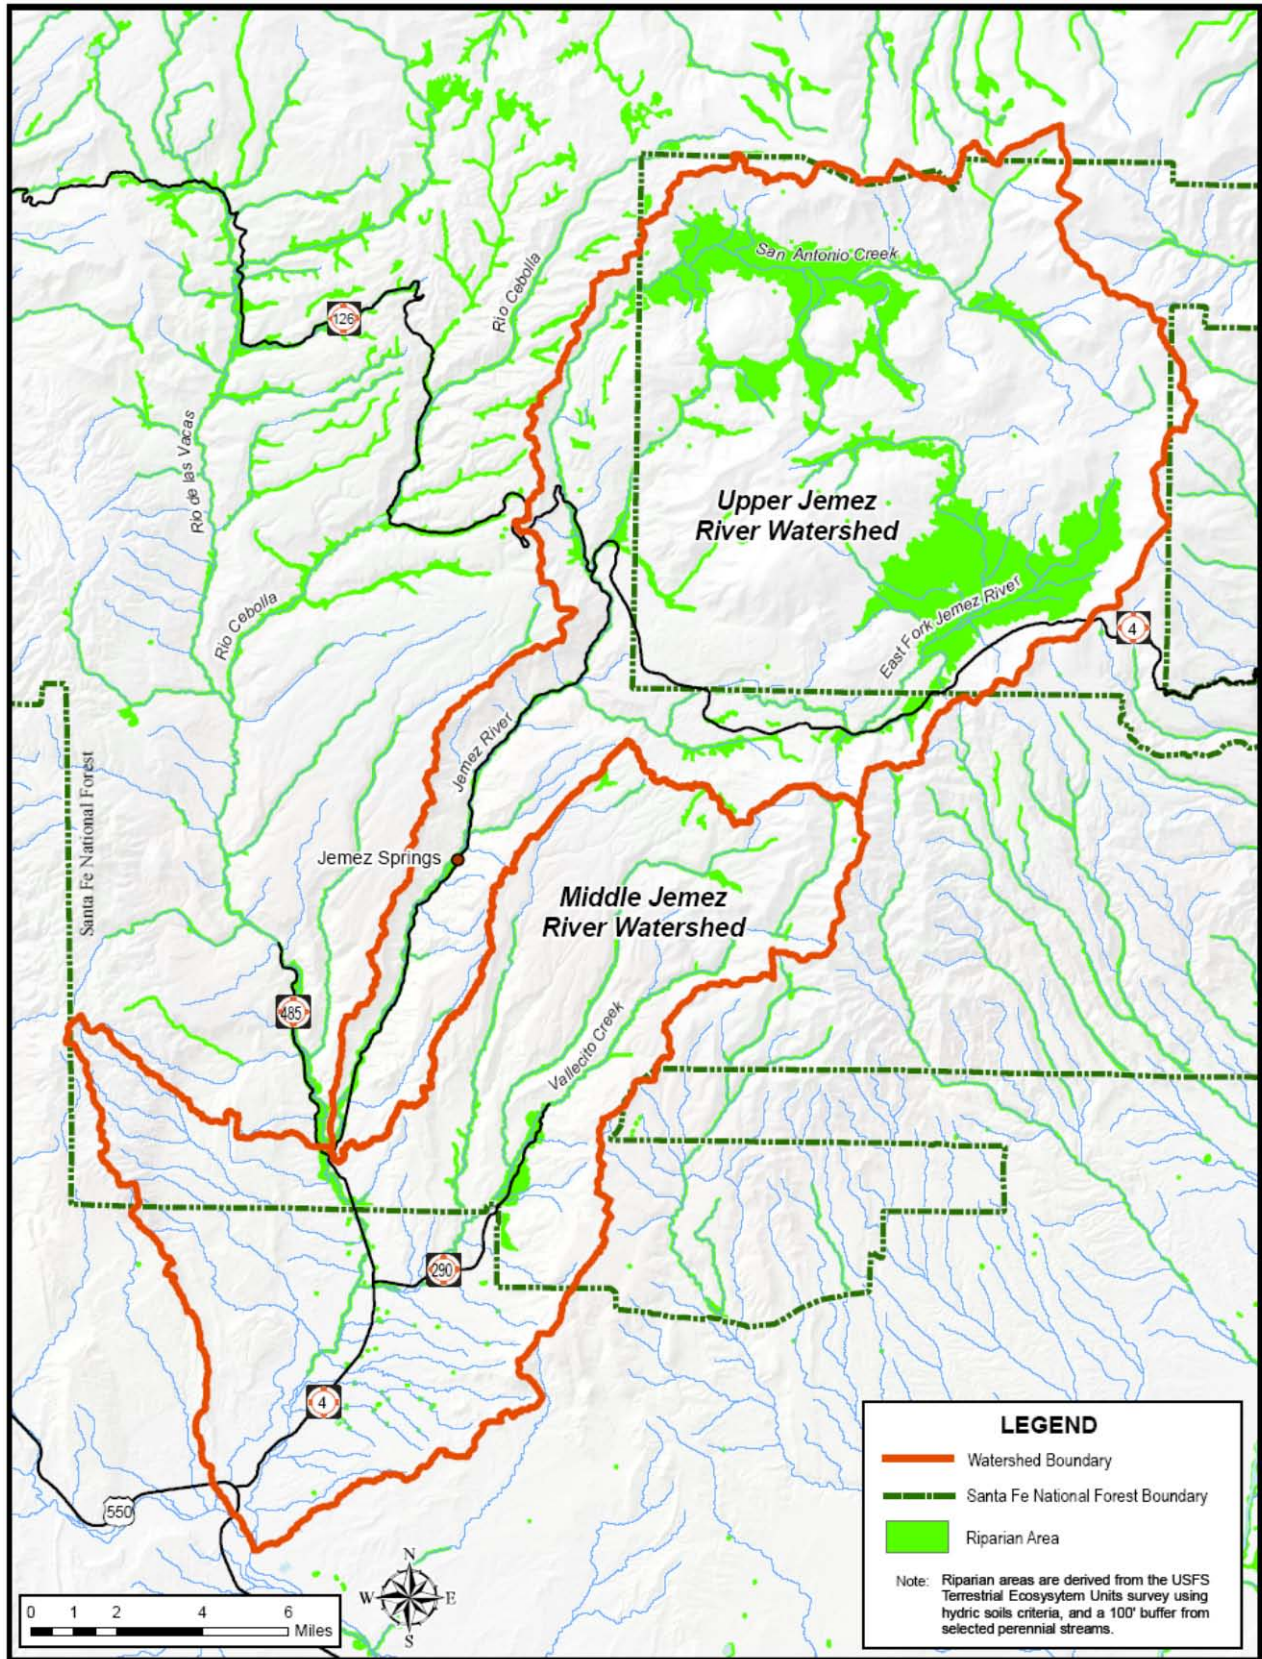 San Antonio Creek
Rio Cebolla
126
Rio de las Vacas
Upper Jemez
River Watershed
Rio Cebolla
East Fork Jemez River
4
Jemez River
Santa Fe National Forest
Jemez Springs
Middle Jemez
River Watershed
485
Vallecito Creek
290
4
550
LEGEND
Watershed Boundary
Santa Fe National Forest Boundary
Riparian Area
Note: Riparian areas are derived from the USFS
Terrestrial Ecosysytem Units survey using
hydric soils criteria, and a 100' buffer from
selected perennial streams.
N
W E
S
0 1 2 4 6
Miles